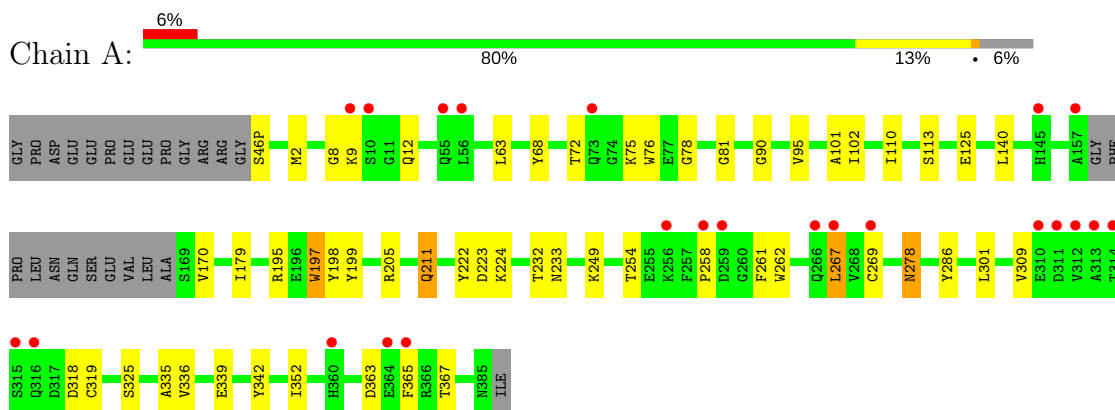 6%
Chain A:
80% 13% • 6%
GLY PRO ASP GLU GLU PRO GLU GLU PRO GLY ARG ARG GLY S46P M2 G8 K9 S10 G11 Q12 Q55 L56 L63 Y68 T72 Q73 G74 K75 W76 E77 G78 G81 G90 V95 A101 I102 I110 S113 E125 L140 H145 A157 GLY PHE
PRO LEU ASN GLN SER GLU VAL LEU ALA S169 V170 I179 R195 E196 W197 Y198 Y199 R205 Q211 Y222 D223 K224 T232 N233 K249 T254 E255 K256 F257 P258 D259 G260 F261 W262 Q266 L267 V268 C269 N278 Y286 L301 V309 E310 D311 V312 A313 T314
S315 Q316 D317 D318 C319 S325 A335 V336 E339 Y342 I352 H360 D363 E364 F365 R366 T367 N385 ILE